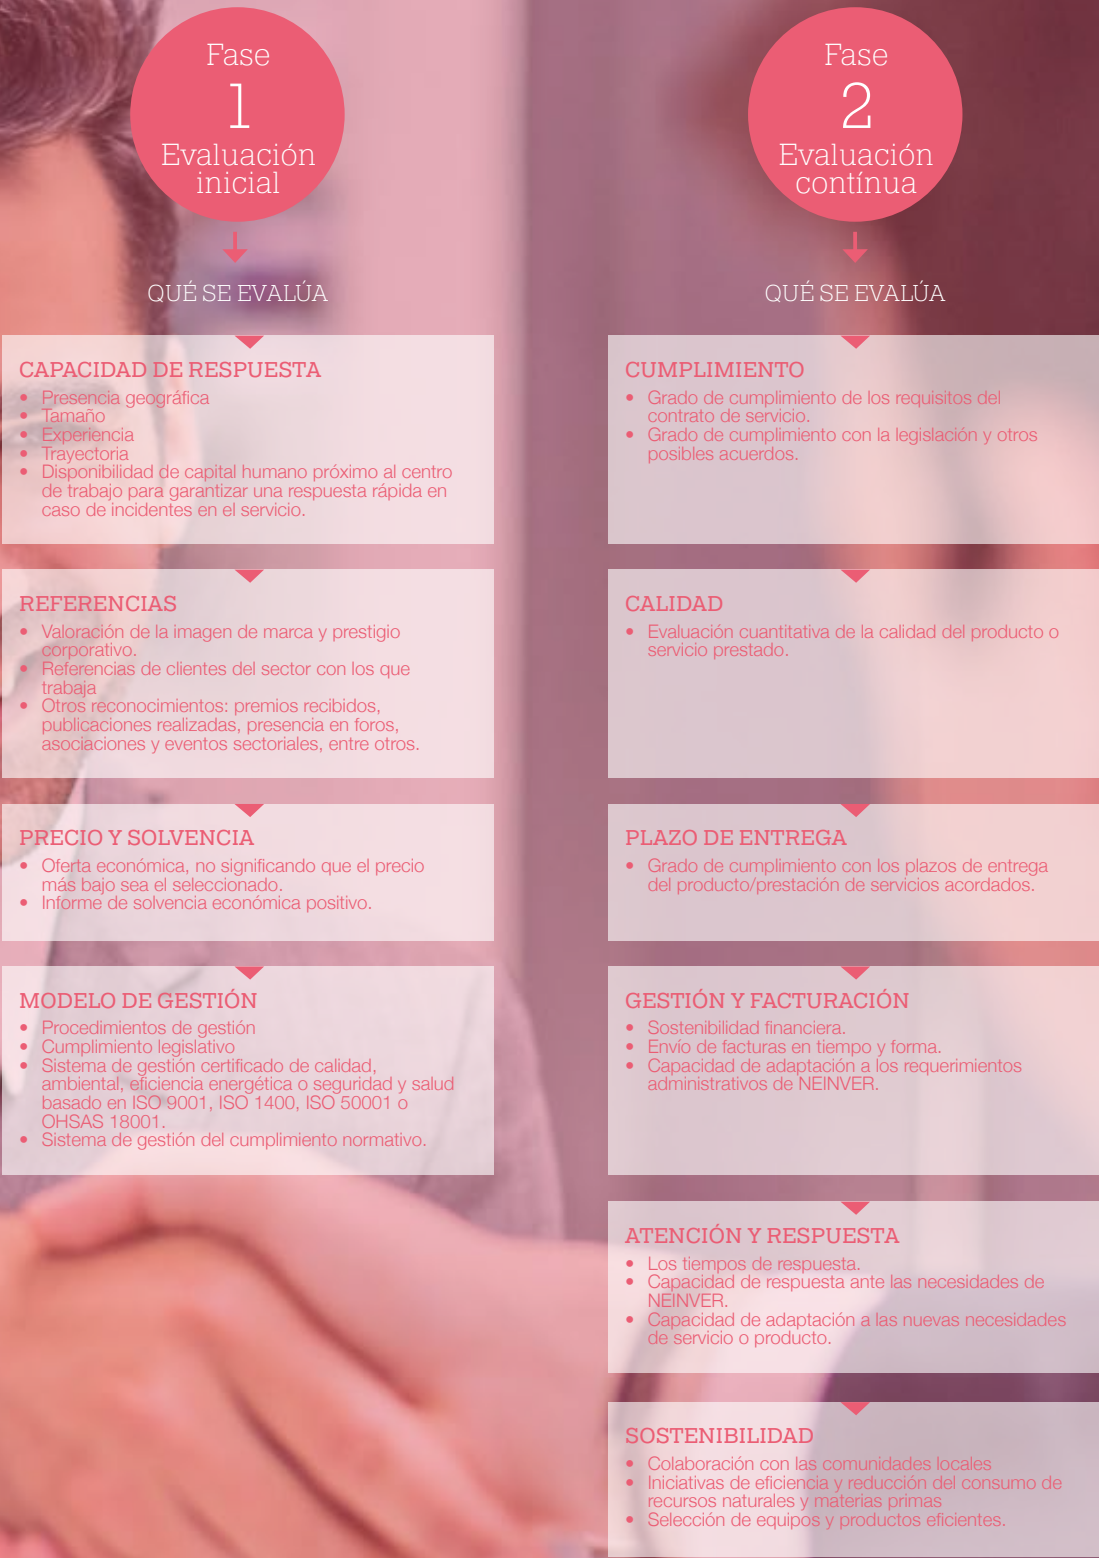 Fase
1
Evaluación
inicial
QUÉ SE EVALÚA
CAPACIDAD DE RESPUESTA
• Presencia geográfica
• Tamaño
• Experiencia
• Trayectoria
• Disponibilidad de capital humano próximo al centro
de trabajo para garantizar una respuesta rápida en
caso de incidentes en el servicio.
REFERENCIAS
• Valoración de la imagen de marca y prestigio
corporativo.
• Referencias de clientes del sector con los que
trabaja
• Otros reconocimientos: premios recibidos,
publicaciones realizadas, presencia en foros,
asociaciones y eventos sectoriales, entre otros.
PRECIO Y SOLVENCIA
• Oferta económica, no significando que el precio
más bajo sea el seleccionado.
• Informe de solvencia económica positivo.
MODELO DE GESTIÓN
• Procedimientos de gestión
• Cumplimiento legislativo
• Sistema de gestión certificado de calidad,
ambiental, eficiencia energética o seguridad y salud
basado en ISO 9001, ISO 1400, ISO 50001 o
OHSAS 18001.
• Sistema de gestión del cumplimiento normativo.
Fase
2
Evaluación
contínua
QUÉ SE EVALÚA
CUMPLIMIENTO
• Grado de cumplimiento de los requisitos del
contrato de servicio.
• Grado de cumplimiento con la legislación y otros
posibles acuerdos.
CALIDAD
• Evaluación cuantitativa de la calidad del producto o
servicio prestado.
PLAZO DE ENTREGA
• Grado de cumplimiento con los plazos de entrega
del producto/prestación de servicios acordados.
GESTIÓN Y FACTURACIÓN
• Sostenibilidad financiera.
• Envío de facturas en tiempo y forma.
• Capacidad de adaptación a los requerimientos
administrativos de NEINVER.
ATENCIÓN Y RESPUESTA
• Los tiempos de respuesta.
• Capacidad de respuesta ante las necesidades de
NEINVER.
• Capacidad de adaptación a las nuevas necesidades
de servicio o producto.
SOSTENIBILIDAD
• Colaboración con las comunidades locales
• Iniciativas de eficiencia y reducción del consumo de
recursos naturales y materias primas
• Selección de equipos y productos eficientes.